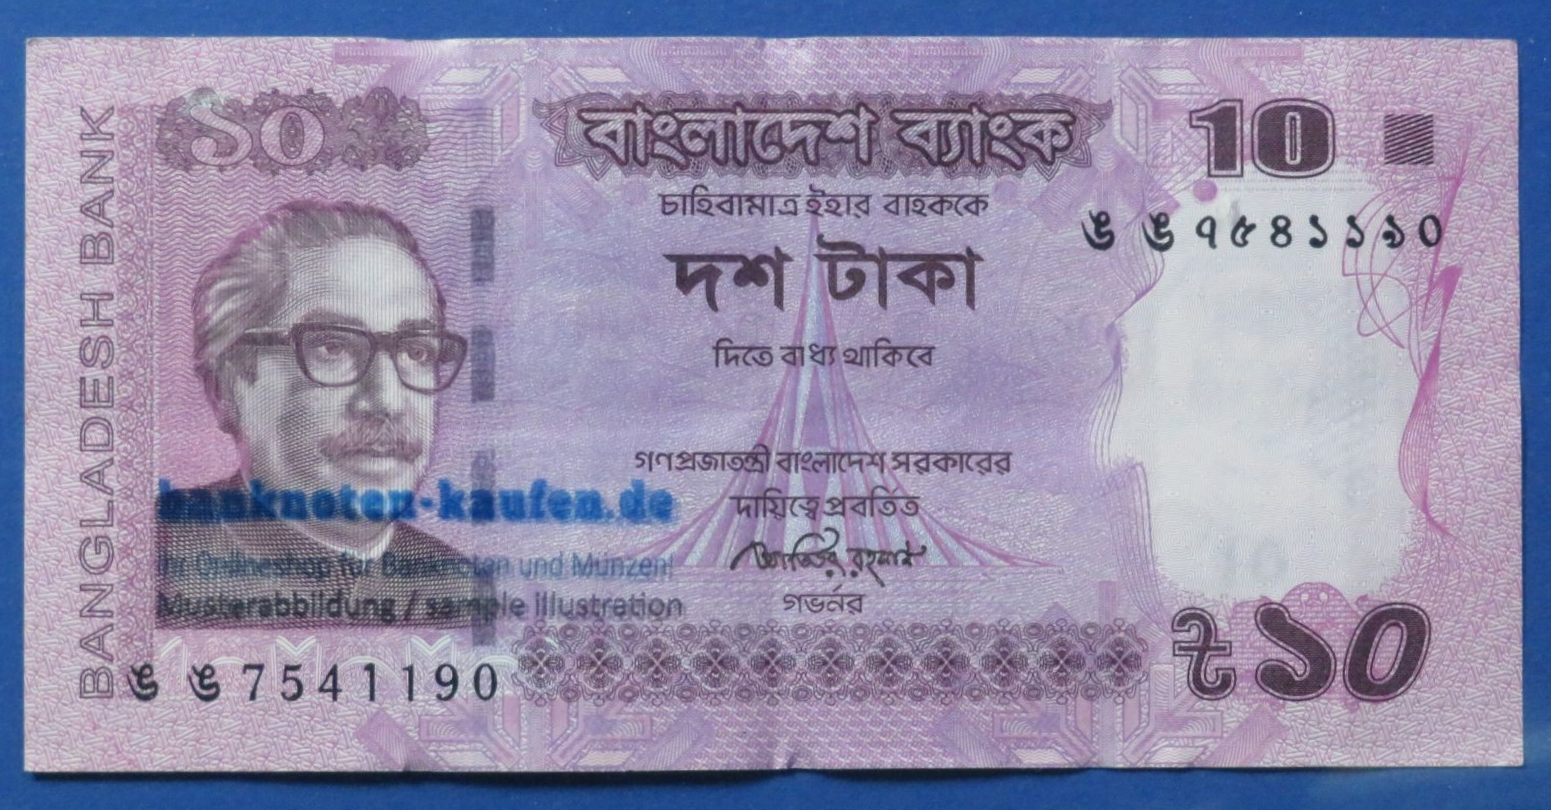 BANGLADESH BANK
১০
বাংলাদেশ ব্যাংক
10
চাহিবামাত্র ইহার বাহককে
ঙ ঙ ৭৫৪১১৯০
দশ টাকা
দিতে বাধ্য থাকিবে
গণপ্রজাতন্ত্রী বাংলাদেশ সরকারের
দায়িত্বে প্রবর্তিত
গভর্নর
banknoten-kaufen.de
Ihr Onlineshop für Banknoten und Münzen!
Musterabbildung / sample illustration
ঙ ঙ 7541190
৳১০